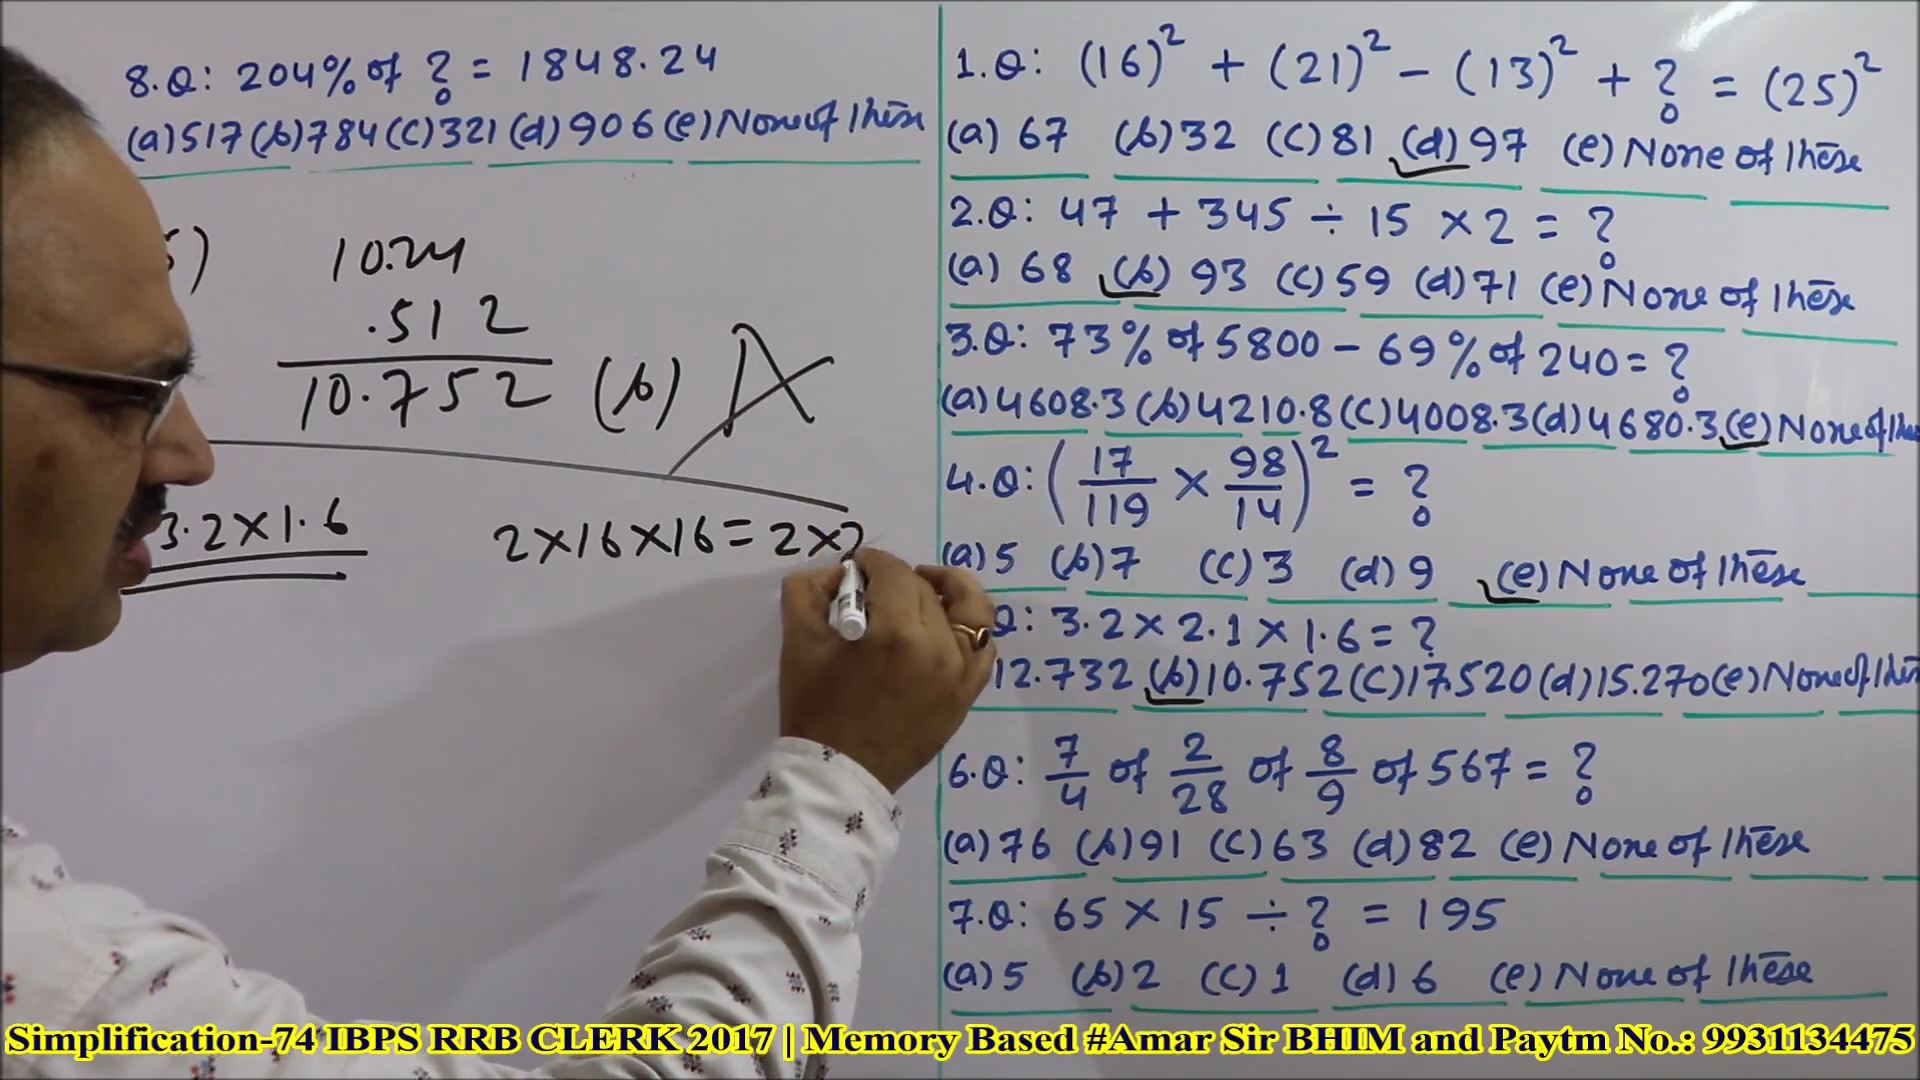 8.Q: 204% of ? = 1848.24
(a) 517 (b) 784 (c) 321 (d) 906 (e) None of these
5) 10.24
.512
10.752 (b)
3.2×1.6
2×16×16=2×2
1.Q: (16)² + (21)² - (13)² + ? = (25)²
(a) 67 (b) 32 (c) 81 (d) 97 (e) None of these
2.Q: 47 + 345 ÷ 15 × 2 = ?
(a) 68 (b) 93 (c) 59 (d) 71 (e) None of these
3.Q: 73% of 5800 - 69% of 240 = ?
(a) 4608.3 (b) 4210.8 (c) 4008.3 (d) 4680.3 (e) None of
4.Q: (17/119 × 98/14)² = ?
(a) 5 (b) 7 (c) 3 (d) 9 (e) None of these
Q: 3.2 × 2.1 × 1.6 = ?
12.732 (b) 10.752 (c) 17.520 (d) 15.270 (e) None of
6.Q: 7/4 of 2/28 of 8/9 of 567 = ?
(a) 76 (b) 91 (c) 63 (d) 82 (e) None of these
7.Q: 65 × 15 ÷ ? = 195
(a) 5 (b) 2 (c) 1 (d) 6 (e) None of these
Simplification-74 IBPS RRB CLERK 2017 | Memory Based #Amar Sir BHIM and Paytm No.: 9931134475